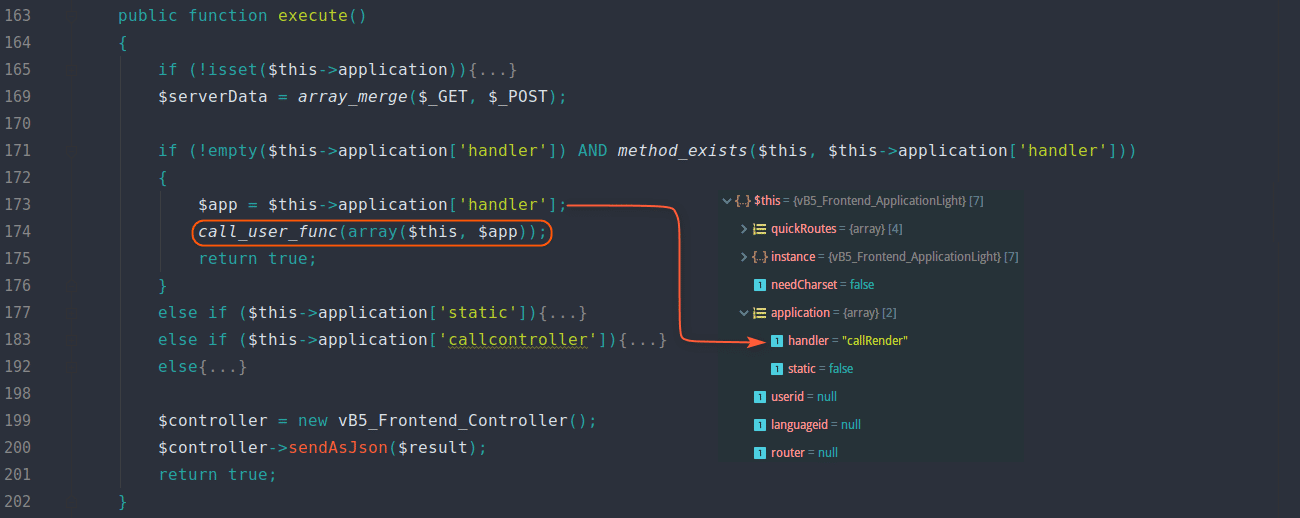 163 public function execute()
164 {
165 if (!isset($this->application)){...}
169 $serverData = array_merge($_GET, $_POST);
170
171 if (!empty($this->application['handler']) AND method_exists($this, $this->application['handler']))
172 {
173 $app = $this->application['handler'];
174 call_user_func(array($this, $app));
175 return true;
176 }
177 else if ($this->application['static']){...}
183 else if ($this->application['callcontroller']){...}
192 else{...}
198
199 $controller = new vB5_Frontend_Controller();
200 $controller->sendAsJson($result);
201 return true;
202 }
{..} $this = {vB5_Frontend_ApplicationLight} [7]
quickRoutes = {array} [4]
{..} instance = {vB5_Frontend_ApplicationLight} [7]
1 needCharset = false
application = {array} [2]
1 handler = "callRender"
1 static = false
1 userid = null
1 languageid = null
1 router = null